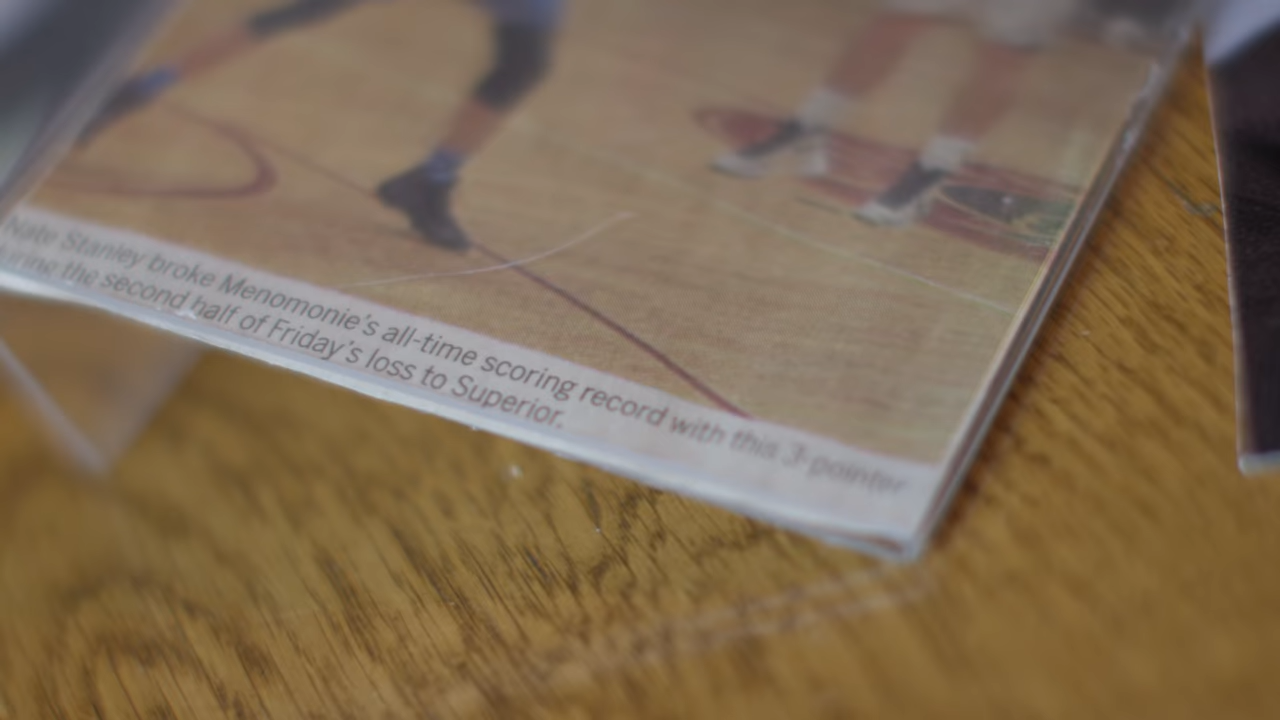 Nate Stanley broke Menomonie's all-time scoring record with this 3-pointer
during the second half of Friday's loss to Superior.